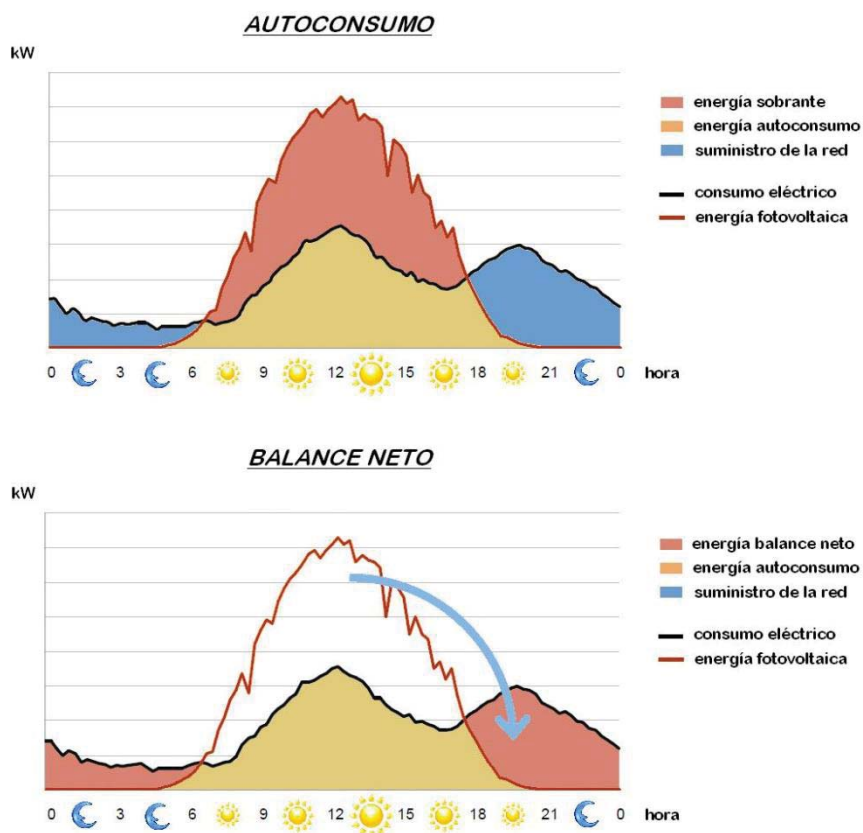 AUTOCONSUMO
kW
energía sobrante
energía autoconsumo
suministro de la red
consumo eléctrico
energía fotovoltaica
0 3 6 9 12 15 18 21 0 hora
BALANCE NETO
kW
energía balance neto
energía autoconsumo
suministro de la red
consumo eléctrico
energía fotovoltaica
0 3 6 9 12 15 18 21 0 hora